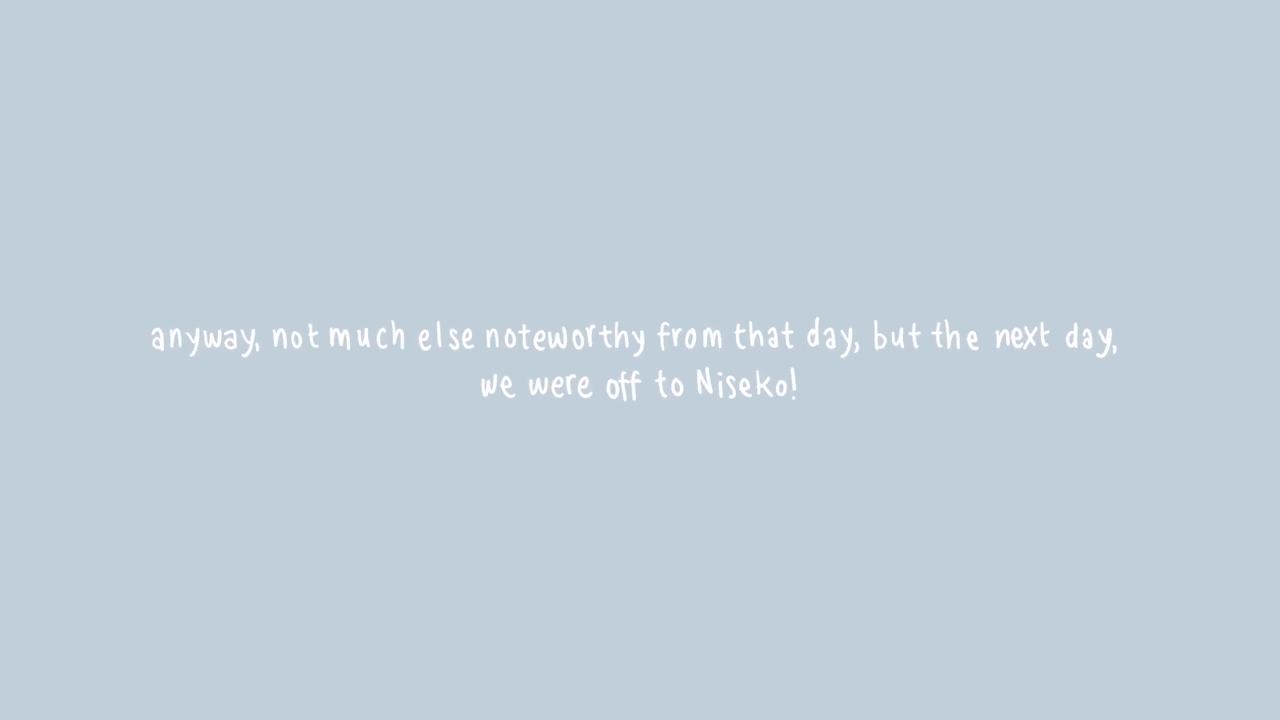 anyway, not much else noteworthy from that day, but the next day,
we were off to Niseko!